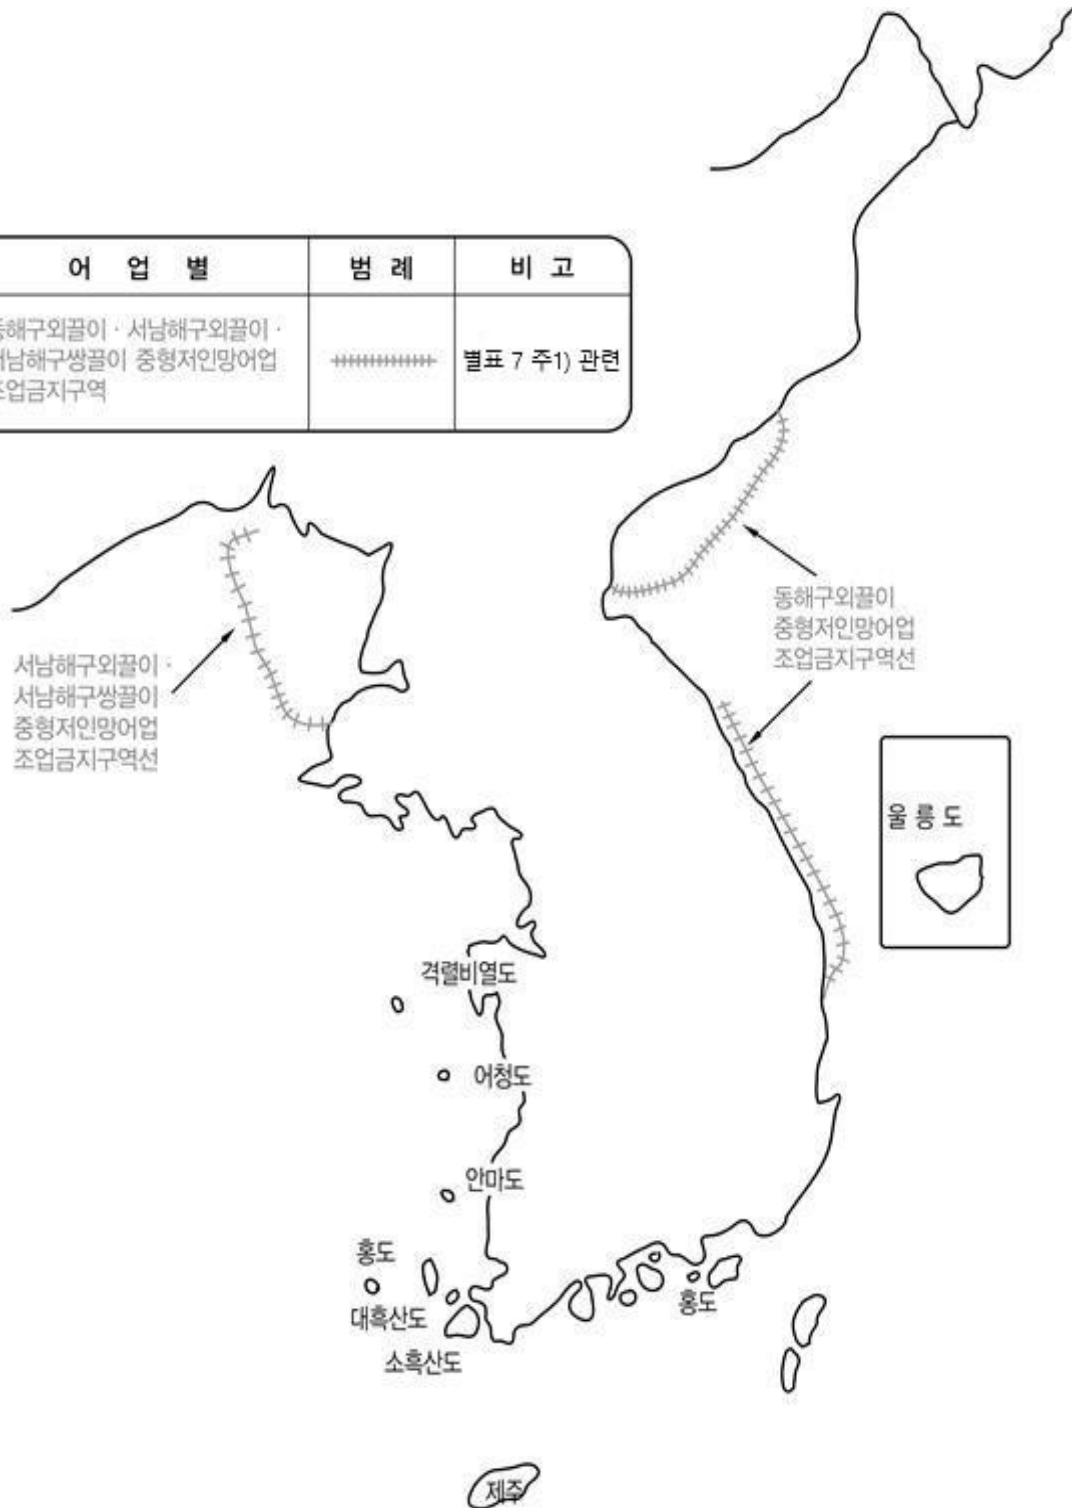 어 업 별
범 례
비 고
동해구외끌이 · 서남해구외끌이 ·
서남해구쌍끌이 중형저인망어업
조업금지구역
별표 7 주1) 관련
동해구외끌이
중형저인망어업
조업금지구역선
서남해구외끌이 ·
서남해구쌍끌이
중형저인망어업
조업금지구역선
울릉도
격렬비열도
어청도
안마도
홍도
대흑산도
소흑산도
홍도
제주